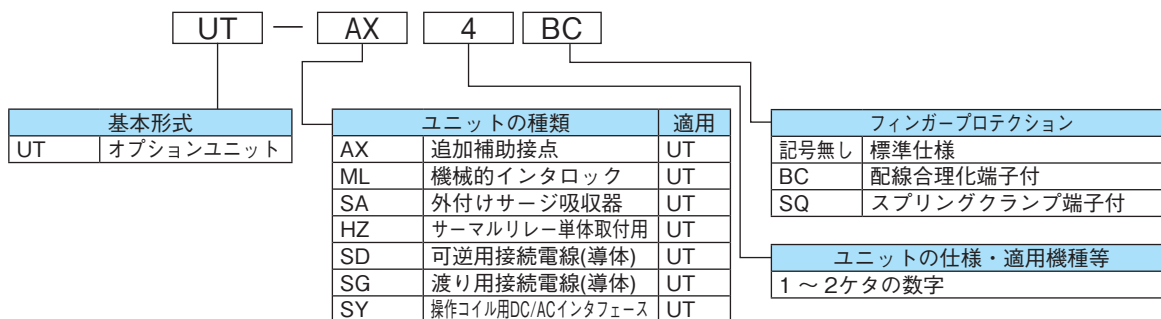 UT — AX 4 BC
基本形式
UT オプションユニット
ユニットの種類 適用
AX 追加補助接点 UT
ML 機械的インタロック UT
SA 外付けサージ吸収器 UT
HZ サーマルリレー単体取付用 UT
SD 可逆用接続電線(導体) UT
SG 渡り用接続電線(導体) UT
SY 操作コイル用DC/ACインタフェース UT
フィンガープロテクション
記号無し 標準仕様
BC 配線合理化端子付
SQ スプリングクランプ端子付
ユニットの仕様・適用機種等
1 ～ 2ケタの数字